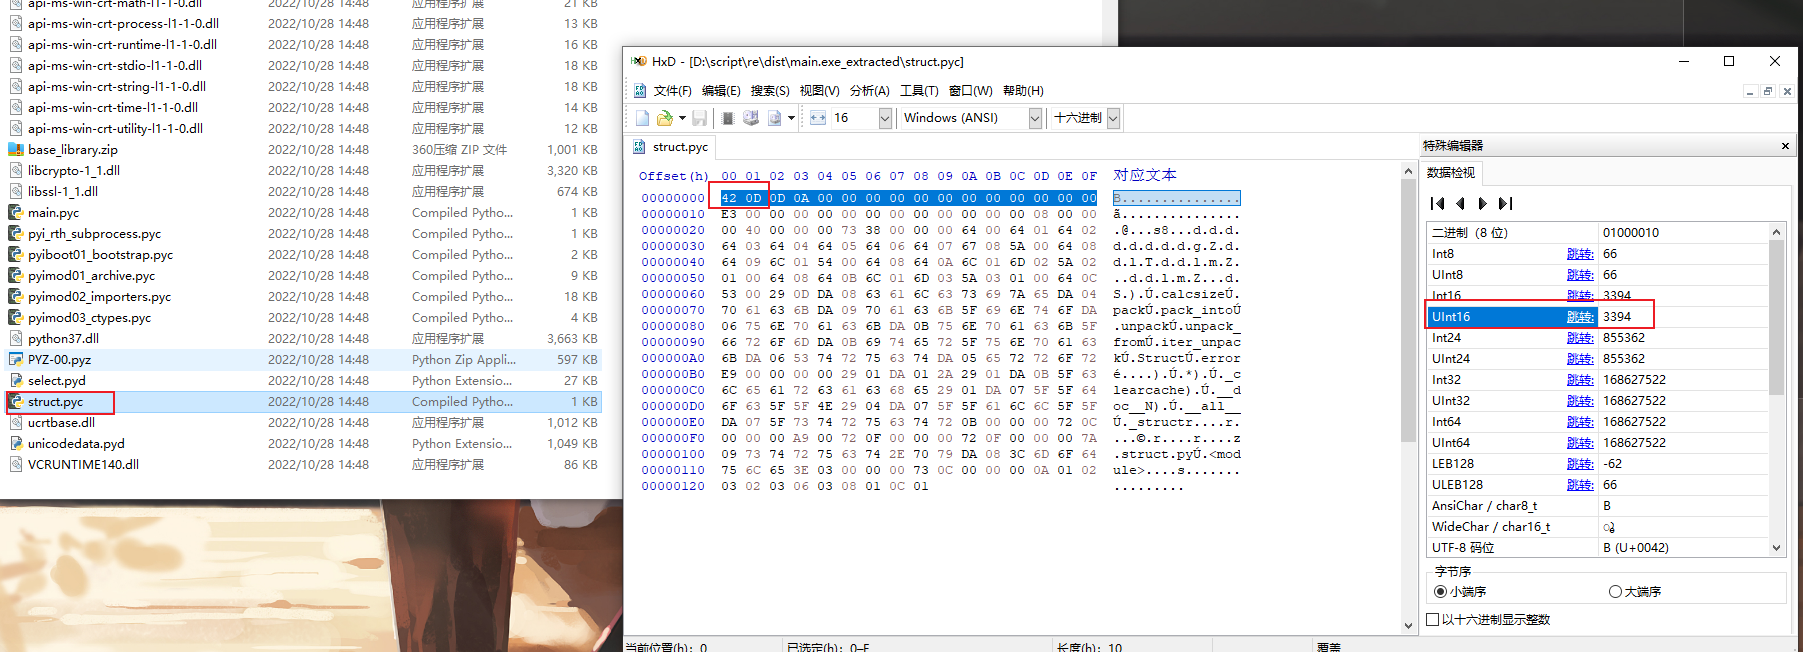 api-ms-win-crt-math-l1-1-0.dll 2022/10/28 14:48 应用程序扩展 21 KB
api-ms-win-crt-process-l1-1-0.dll 2022/10/28 14:48 应用程序扩展 13 KB
api-ms-win-crt-runtime-l1-1-0.dll 2022/10/28 14:48 应用程序扩展 16 KB
api-ms-win-crt-stdio-l1-1-0.dll 2022/10/28 14:48 应用程序扩展 18 KB
api-ms-win-crt-string-l1-1-0.dll 2022/10/28 14:48 应用程序扩展 18 KB
api-ms-win-crt-time-l1-1-0.dll 2022/10/28 14:48 应用程序扩展 14 KB
api-ms-win-crt-utility-l1-1-0.dll 2022/10/28 14:48 应用程序扩展 12 KB
base_library.zip 2022/10/28 14:48 360压缩 ZIP 文件 1,001 KB
libcrypto-1_1.dll 2022/10/28 14:48 应用程序扩展 3,320 KB
libssl-1_1.dll 2022/10/28 14:48 应用程序扩展 674 KB
main.pyc 2022/10/28 14:48 Compiled Pytho... 1 KB
pyi_rth_subprocess.pyc 2022/10/28 14:48 Compiled Pytho... 1 KB
pyiboot01_bootstrap.pyc 2022/10/28 14:48 Compiled Pytho... 2 KB
pyimod01_archive.pyc 2022/10/28 14:48 Compiled Pytho... 9 KB
pyimod02_importers.pyc 2022/10/28 14:48 Compiled Pytho... 18 KB
pyimod03_ctypes.pyc 2022/10/28 14:48 Compiled Pytho... 4 KB
python37.dll 2022/10/28 14:48 应用程序扩展 3,663 KB
PYZ-00.pyz 2022/10/28 14:48 Python Zip Appli... 597 KB
select.pyd 2022/10/28 14:48 Python Extensio... 27 KB
struct.pyc 2022/10/28 14:48 Compiled Pytho... 1 KB
ucrtbase.dll 2022/10/28 14:48 应用程序扩展 1,012 KB
unicodedata.pyd 2022/10/28 14:48 Python Extensio... 1,049 KB
VCRUNTIME140.dll 2022/10/28 14:48 应用程序扩展 86 KB
HxD - [D:\script\re\dist\main.exe_extracted\struct.pyc]
文件(F) 编辑(E) 搜索(S) 视图(V) 分析(A) 工具(T) 窗口(W) 帮助(H)
16 Windows (ANSI) 十六进制
struct.pyc
Offset(h) 00 01 02 03 04 05 06 07 08 09 0A 0B 0C 0D 0E 0F 对应文本
00000000 42 0D 0D 0A 00 00 00 00 00 00 00 00 00 00 00 00 B...............
00000010 E3 00 00 00 00 00 00 00 00 00 00 00 00 08 00 00 ã...............
00000020 00 40 00 00 00 73 38 00 00 00 64 00 64 01 64 02 .@...s8...d.d.d.
00000030 64 03 64 04 64 05 64 06 64 07 67 08 5A 00 64 08 d.d.d.d.d.g.Z.d.
00000040 64 09 6C 01 54 00 64 08 64 0A 6C 01 6D 02 5A 02 d.l.T.d.d.l.m.Z.
00000050 01 00 64 08 64 0B 6C 01 6D 03 5A 03 01 00 64 0C ..d.d.l.m.Z...d.
00000060 53 00 29 0D DA 08 63 61 6C 63 73 69 7A 65 DA 04 S.).Ú.calcsizeÚ.
00000070 70 61 63 6B DA 09 70 61 63 6B 5F 69 6E 74 6F DA packÚ.pack_intoÚ
00000080 06 75 6E 70 61 63 6B DA 0B 75 6E 70 61 63 6B 5F .unpackÚ.unpack_
00000090 66 72 6F 6D DA 0B 69 74 65 72 5F 75 6E 70 61 63 fromÚ.iter_unpac
000000A0 6B DA 06 53 74 72 75 63 74 DA 05 65 72 72 6F 72 kÚ.StructÚ.error
000000B0 E9 00 00 00 00 29 01 DA 01 2A 29 01 DA 0B 5F 63 é....).Ú.*).Ú._c
000000C0 6C 65 61 72 63 61 63 68 65 29 01 DA 07 5F 5F 64 learcache).Ú.__d
000000D0 6F 63 5F 5F 4E 29 04 DA 07 5F 5F 61 6C 6C 5F 5F oc__N).Ú.__all__
000000E0 DA 07 5F 73 74 72 75 63 74 72 0B 00 00 00 72 0C Ú._structr....r.
000000F0 00 00 00 A9 00 72 0F 00 00 00 72 0F 00 00 00 7A ...©.r....r....z
00000100 09 73 74 72 75 63 74 2E 70 79 DA 08 3C 6D 6F 64 .struct.pyÚ.<mod
00000110 75 6C 65 3E 03 00 00 00 73 0C 00 00 00 0A 01 02 ule>....s.......
00000120 03 02 03 06 03 08 01 0C 01 .........
特殊编辑器
数据检视
二进制 (8 位) 01000010
Int8 跳转: 66
UInt8 跳转: 66
Int16 跳转: 3394
UInt16 跳转: 3394
Int24 跳转: 855362
UInt24 跳转: 855362
Int32 跳转: 168627522
UInt32 跳转: 168627522
Int64 跳转: 168627522
UInt64 跳转: 168627522
LEB128 跳转: -62
ULEB128 跳转: 66
AnsiChar / char8_t B
WideChar / char16_t
UTF-8 码位 B (U+0042)
字节序
小端序 大端序
以十六进制显示整数
当前位置(h): 0 已选定(h): 0-F 长度(h): 10 覆盖